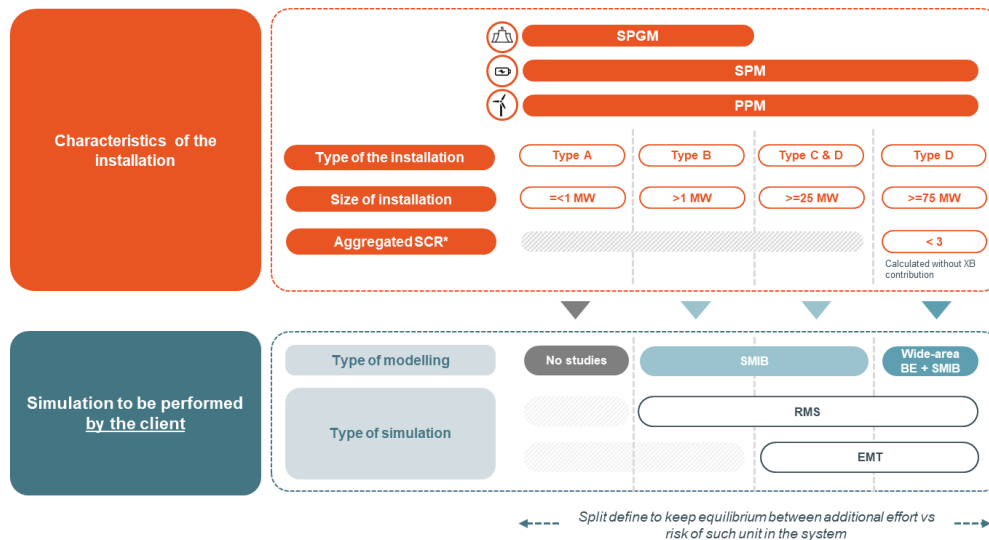 SPGM
SPM
PPM
Characteristics of the
installation
Type of the installation
Type A
Type B
Type C & D
Type D
Size of installation
=<1 MW
>1 MW
>=25 MW
>=75 MW
Aggregated SCR*
< 3
Calculated without XB
contribution
Simulation to be performed
by the client
Type of modelling
No studies
SMIB
Wide-area
BE + SMIB
Type of simulation
RMS
EMT
Split define to keep equilibrium between additional effort vs
risk of such unit in the system